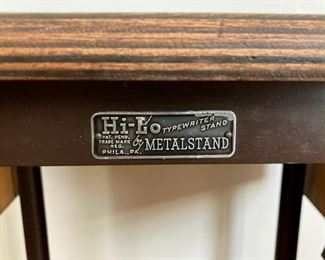 Hi-Lo TYPEWRITER STAND
PAT. PEND.
TRADE MARK
REG.
by METALSTAND
PHILA., PA.